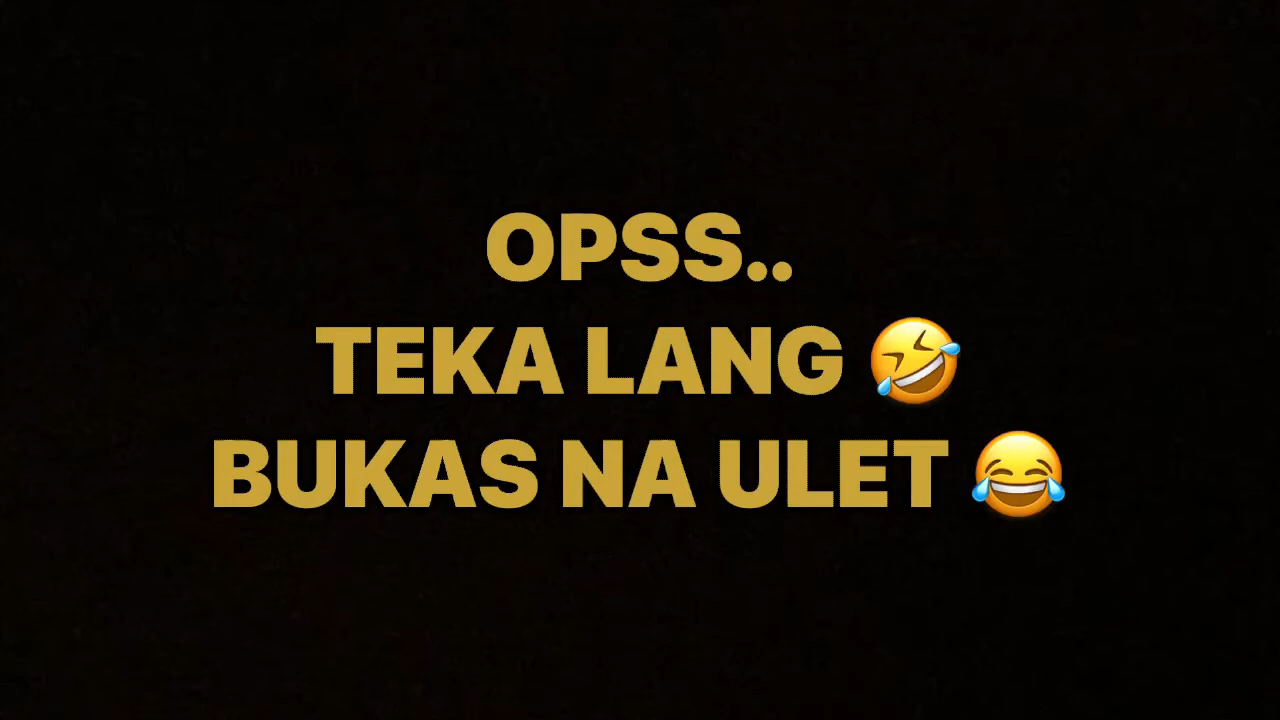 OPSS..
TEKA LANG 🤣
BUKAS NA ULET 😂